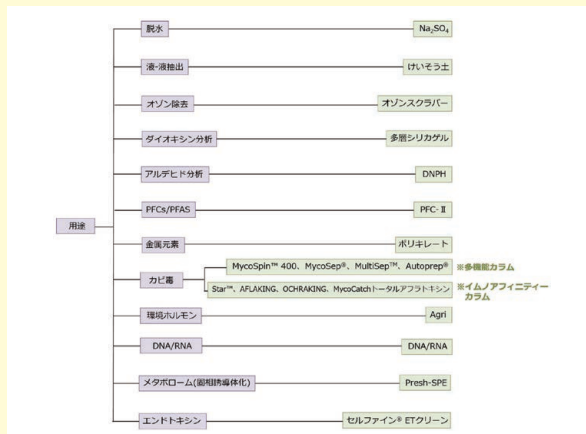 脱水
Na₂SO₄
液-液抽出
けいそう土
オゾン除去
オゾンスクラバー
ダイオキシン分析
多層シリカゲル
アルデヒド分析
DNPH
PFCs/PFAS
PFC-Ⅱ
用途
金属元素
ポリキレート
カビ毒
MycoSpin™ 400、MycoSep®、MultiSep™、Autoprep®
※多機能カラム
Star™、AFLAKING、OCHRAKING、MycoCatchトータルアフラトキシン
※イムノアフィニティー
カラム
環境ホルモン
Agri
DNA/RNA
DNA/RNA
メタボローム(固相誘導体化)
Presh-SPE
エンドトキシン
セルファイン® ETクリーン